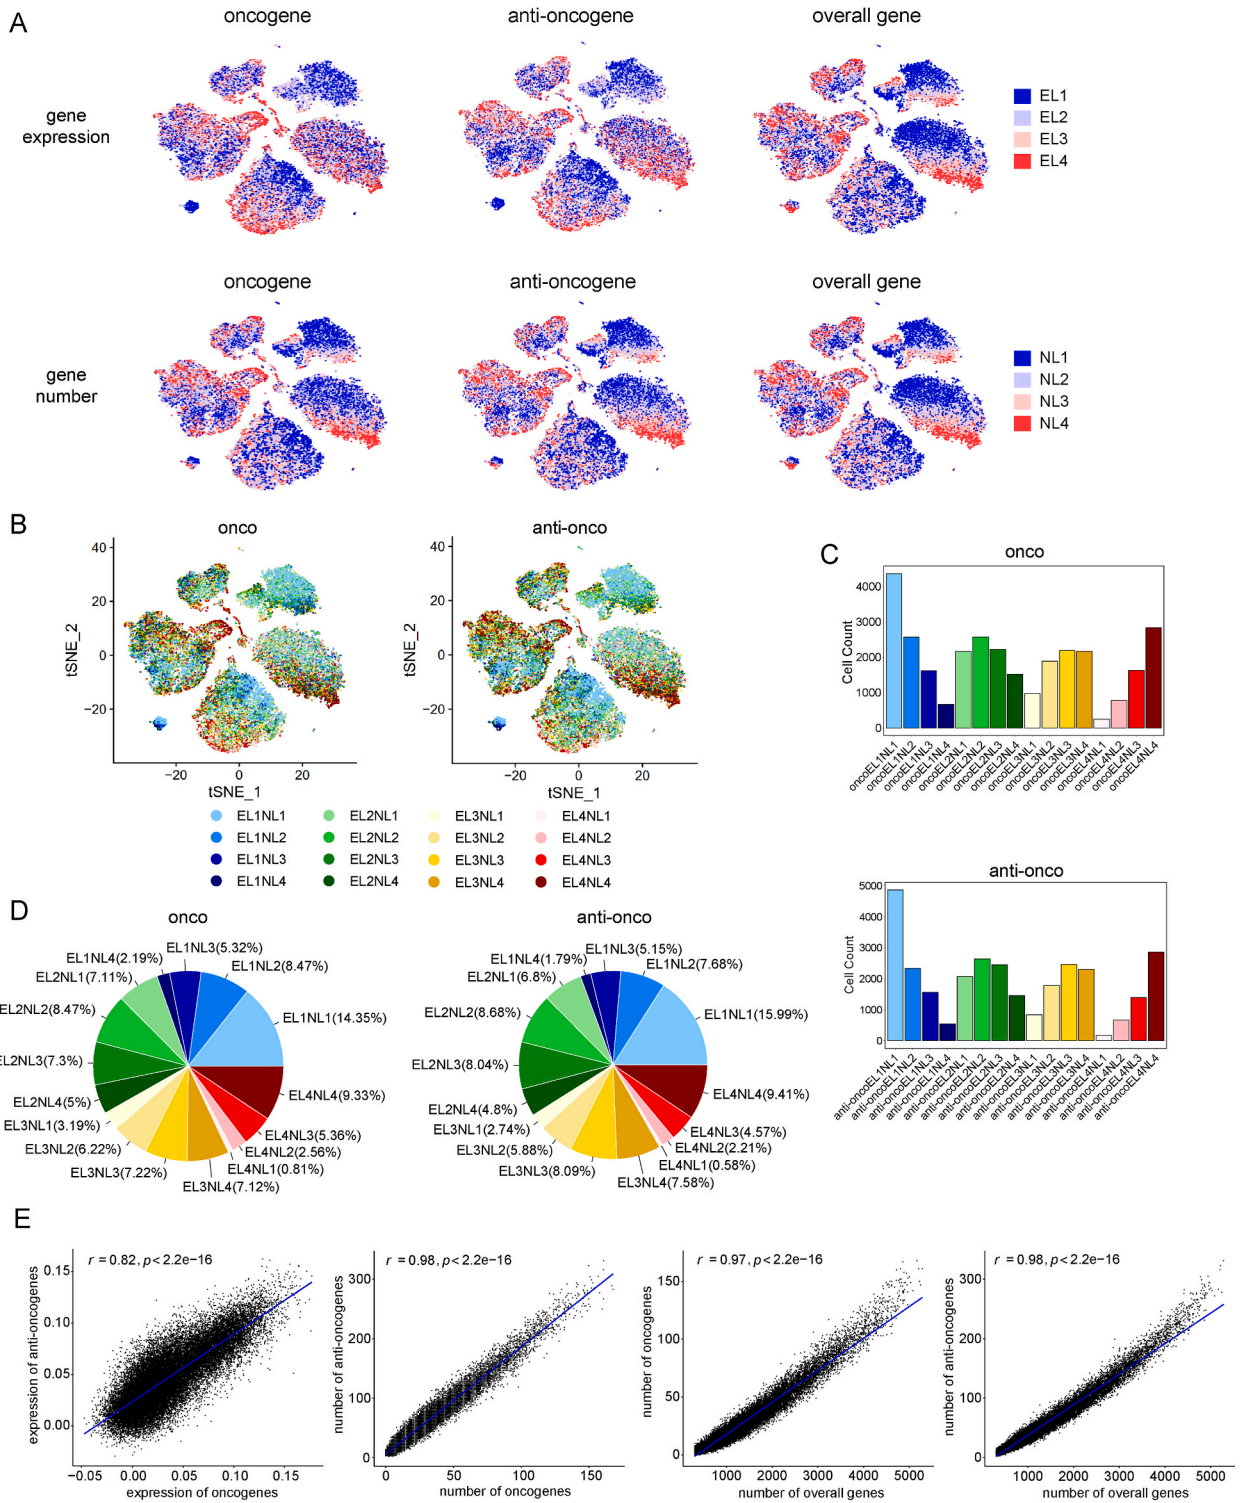 A
oncogene
anti-oncogene
overall gene
gene
expression
EL1
EL2
EL3
EL4
oncogene
anti-oncogene
overall gene
gene
number
NL1
NL2
NL3
NL4
B
onco
anti-onco
40
20
0
−20
tSNE_2
−20
0
20
tSNE_1
40
20
0
−20
tSNE_2
−20
0
20
tSNE_1
EL1NL1
EL2NL1
EL3NL1
EL4NL1
EL1NL2
EL2NL2
EL3NL2
EL4NL2
EL1NL3
EL2NL3
EL3NL3
EL4NL3
EL1NL4
EL2NL4
EL3NL4
EL4NL4
C
onco
Cell Count
4000
3000
2000
1000
0
oncoEL1NL1
oncoEL1NL2
oncoEL1NL3
oncoEL1NL4
oncoEL2NL1
oncoEL2NL2
oncoEL2NL3
oncoEL2NL4
oncoEL3NL1
oncoEL3NL2
oncoEL3NL3
oncoEL3NL4
oncoEL4NL1
oncoEL4NL2
oncoEL4NL3
oncoEL4NL4
anti-onco
Cell Count
5000
4000
3000
2000
1000
0
anti-oncoEL1NL1
anti-oncoEL1NL2
anti-oncoEL1NL3
anti-oncoEL1NL4
anti-oncoEL2NL1
anti-oncoEL2NL2
anti-oncoEL2NL3
anti-oncoEL2NL4
anti-oncoEL3NL1
anti-oncoEL3NL2
anti-oncoEL3NL3
anti-oncoEL3NL4
anti-oncoEL4NL1
anti-oncoEL4NL2
anti-oncoEL4NL3
anti-oncoEL4NL4
D
onco
EL1NL3(5.32%)
EL1NL4(2.19%)
EL1NL2(8.47%)
EL2NL1(7.11%)
EL2NL2(8.47%)
EL1NL1(14.35%)
EL2NL3(7.3%)
EL2NL4(5%)
EL4NL4(9.33%)
EL3NL1(3.19%)
EL4NL3(5.36%)
EL3NL2(6.22%)
EL4NL2(2.56%)
EL3NL3(7.22%)
EL4NL1(0.81%)
EL3NL4(7.12%)
anti-onco
EL1NL3(5.15%)
EL1NL4(1.79%)
EL1NL2(7.68%)
EL2NL1(6.8%)
EL2NL2(8.68%)
EL1NL1(15.99%)
EL2NL3(8.04%)
EL2NL4(4.8%)
EL4NL4(9.41%)
EL3NL1(2.74%)
EL4NL3(4.57%)
EL3NL2(5.88%)
EL4NL2(2.21%)
EL3NL3(8.09%)
EL4NL1(0.58%)
EL3NL4(7.58%)
E
r = 0.82, p < 2.2e−16
expression of anti-oncogenes
0.15
0.10
0.05
0.00
−0.05
0.00
0.05
0.10
0.15
expression of oncogenes
r = 0.98, p < 2.2e−16
number of anti-oncogenes
300
200
100
0
0
50
100
150
number of oncogenes
r = 0.97, p < 2.2e−16
number of oncogenes
150
100
50
0
1000
2000
3000
4000
5000
number of overall genes
r = 0.98, p < 2.2e−16
number of anti-oncogenes
300
200
100
0
1000
2000
3000
4000
5000
number of overall genes